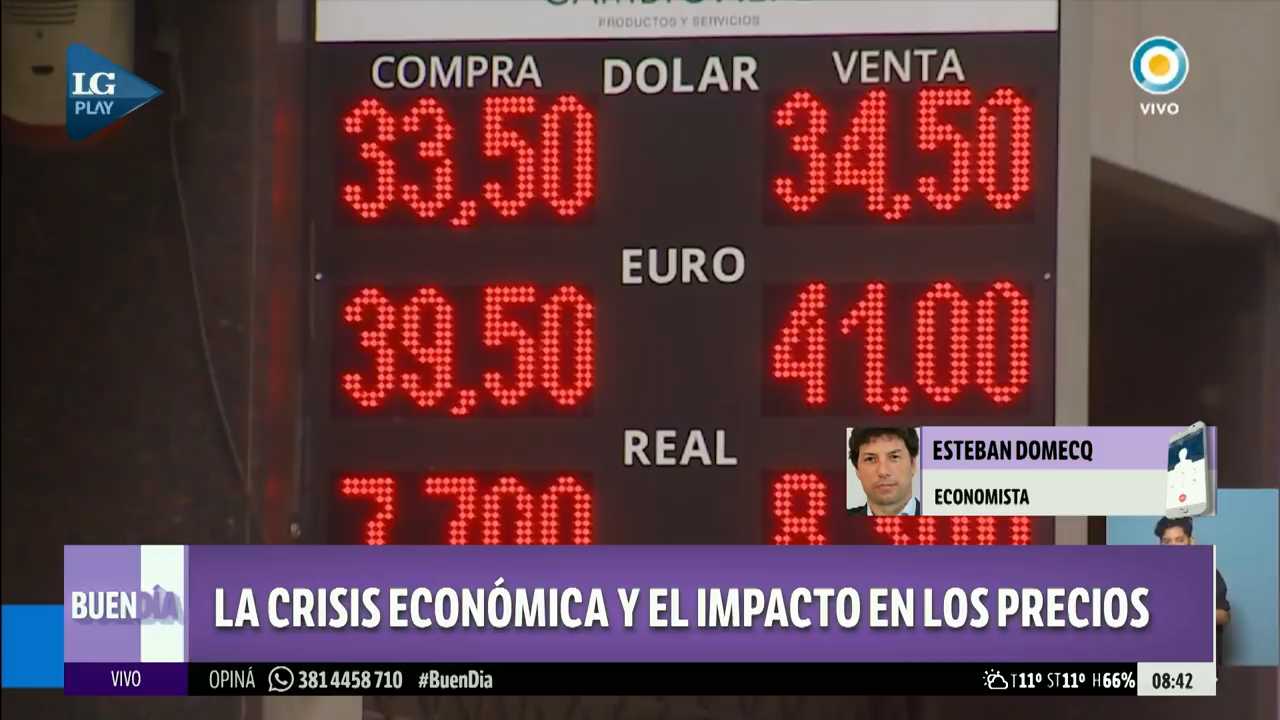 PRODUCTOS Y SERVICIOS
LG
PLAY
VIVO
COMPRA DOLAR VENTA
33,50 34,50
EURO
39,50 41,00
REAL
ESTEBAN DOMECQ
ECONOMISTA
BUENDÍA
LA CRISIS ECONÓMICA Y EL IMPACTO EN LOS PRECIOS
VIVO OPINÁ 381 4458 710 #BuenDia T11º ST11º H66% 08:42